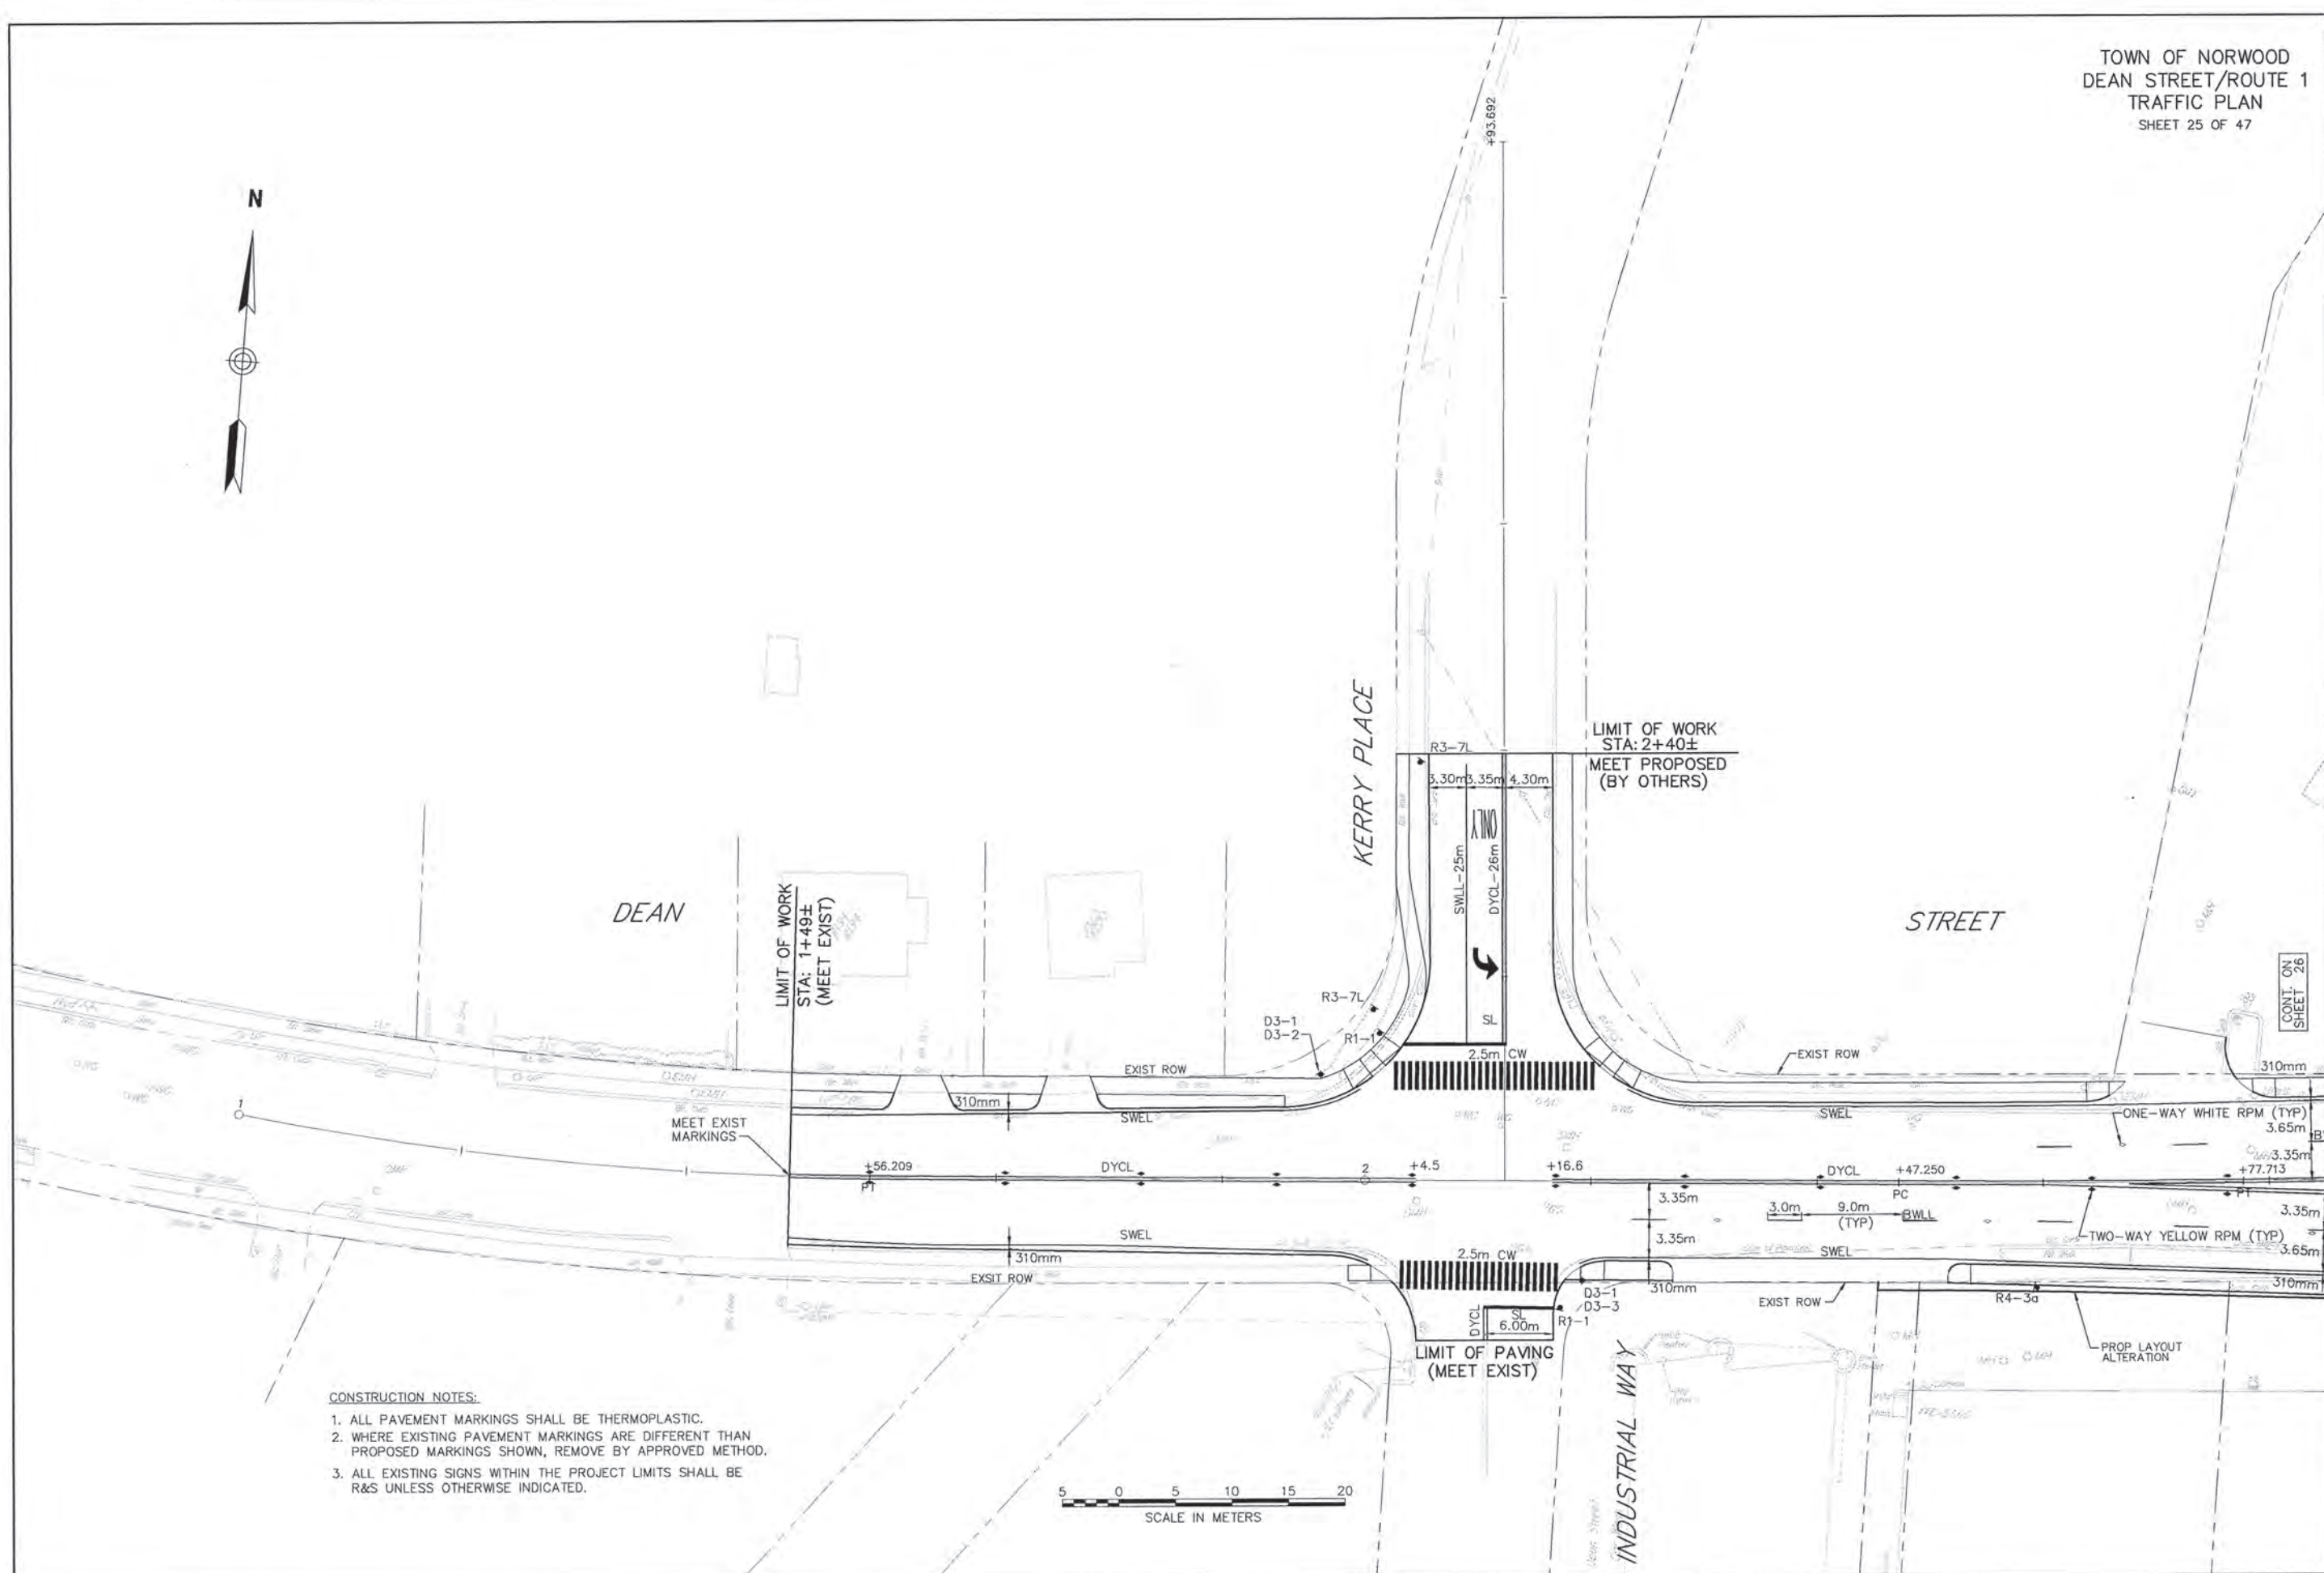 TOWN OF NORWOOD
DEAN STREET/ROUTE 1
TRAFFIC PLAN
SHEET 25 OF 47
N
+93.692
KERRY PLACE
LIMIT OF WORK
STA: 2+40±
MEET PROPOSED
(BY OTHERS)
R3-7L
3.30m
3.35m
4.30m
ONLY
SWLL-25m
DYCL-26m
SL
DEAN
STREET
LIMIT OF WORK
STA: 1+49±
(MEET EXIST)
R3-7L
D3-1
D3-2
R1-1
2.5m CW
CONT. ON
SHEET 26
EXIST ROW
EXIST ROW
310mm
310mm
SWEL
SWEL
ONE-WAY WHITE RPM (TYP)
3.65m
3.35m
1
MEET EXIST
MARKINGS
+56.209
PT
DYCL
2
+4.5
+16.6
DYCL
+47.250
PC
+77.713
PT
3.35m
3.0m
9.0m
(TYP)
BWLL
3.35m
3.35m
TWO-WAY YELLOW RPM (TYP)
3.65m
SWEL
310mm
EXSIT ROW
2.5m CW
SWEL
310mm
D3-1
D3-3
R1-1
DYCL
SL
6.00m
EXIST ROW
R4-3a
310mm
PROP LAYOUT
ALTERATION
LIMIT OF PAVING
(MEET EXIST)
INDUSTRIAL WAY
CONSTRUCTION NOTES:
1. ALL PAVEMENT MARKINGS SHALL BE THERMOPLASTIC.
2. WHERE EXISTING PAVEMENT MARKINGS ARE DIFFERENT THAN
PROPOSED MARKINGS SHOWN, REMOVE BY APPROVED METHOD.
3. ALL EXISTING SIGNS WITHIN THE PROJECT LIMITS SHALL BE
R&S UNLESS OTHERWISE INDICATED.
5 0 5 10 15 20
SCALE IN METERS